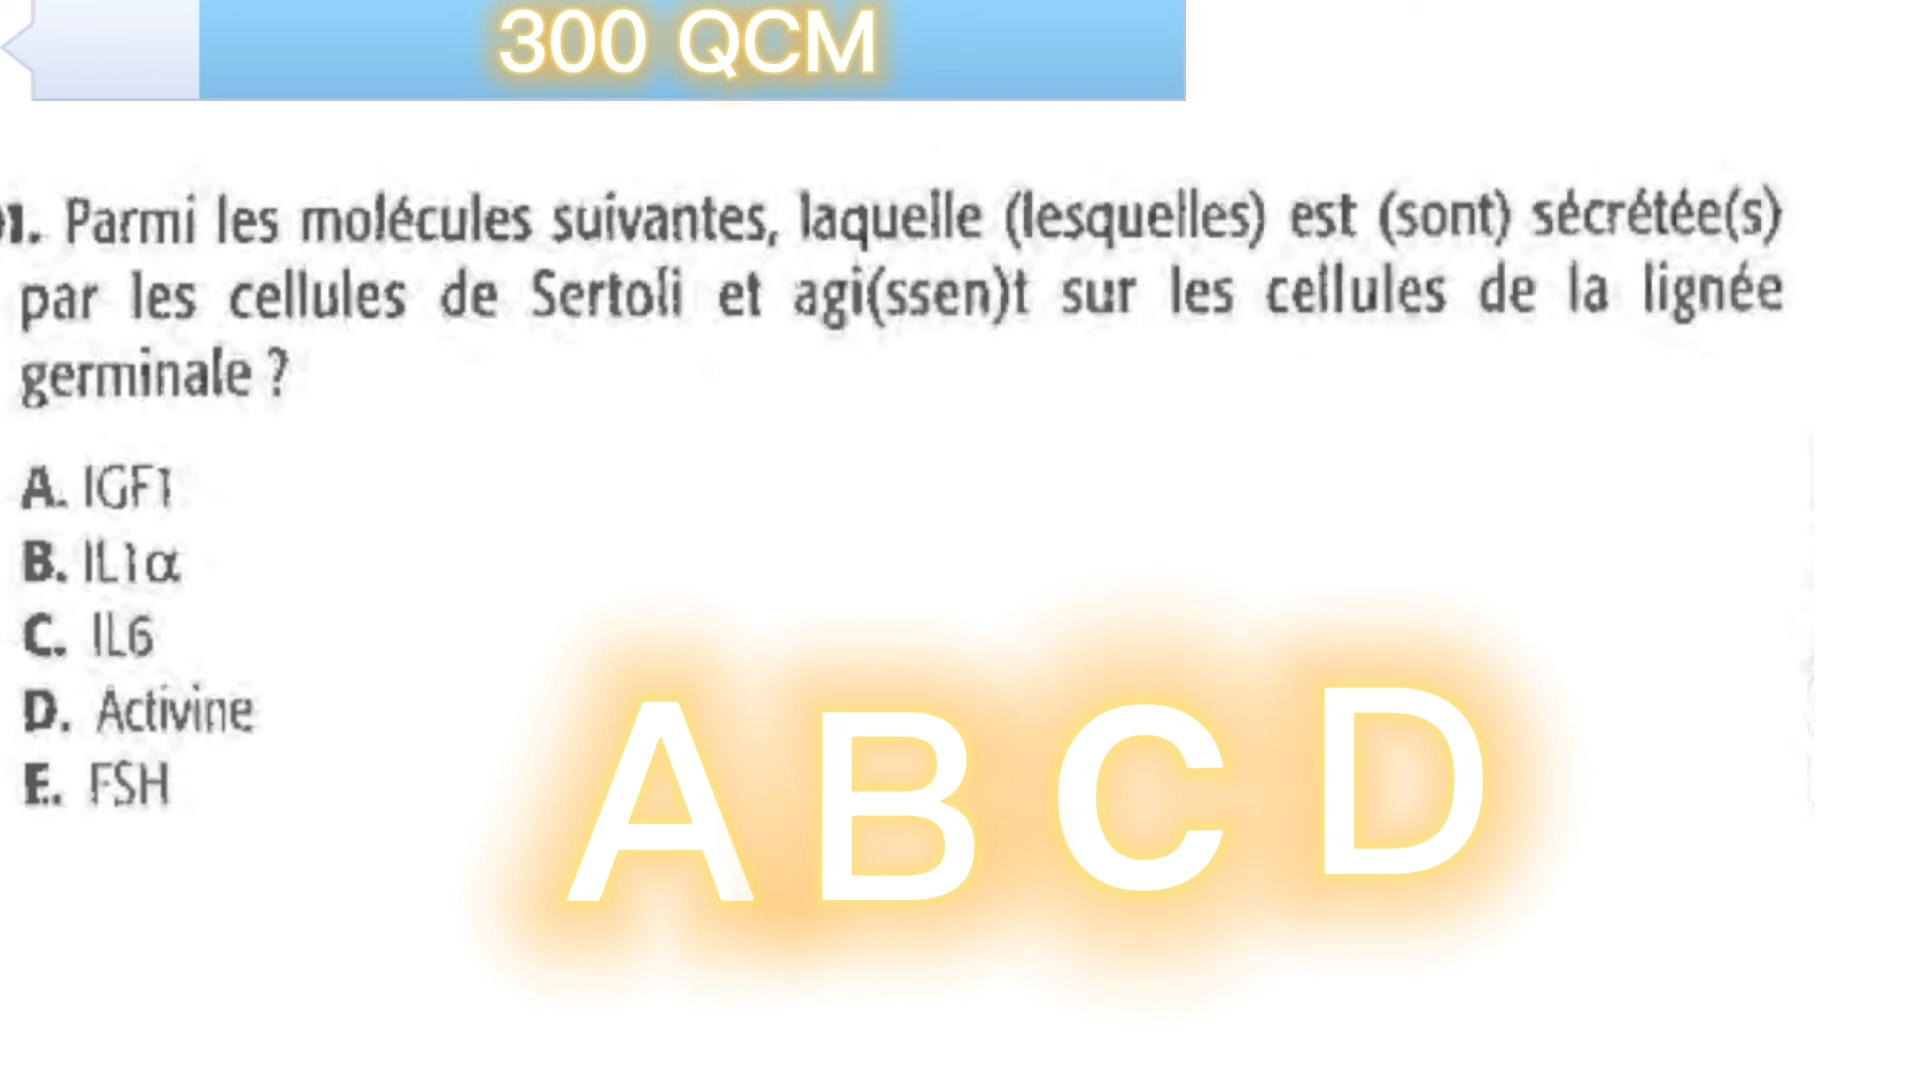 300 QCM
1. Parmi les molécules suivantes, laquelle (lesquelles) est (sont) sécrétée(s)
par les cellules de Sertoli et agi(ssen)t sur les cellules de la lignée
germinale ?
A. IGF1
B. IL1α
C. IL6
D. Activine
E. FSH
A B C D